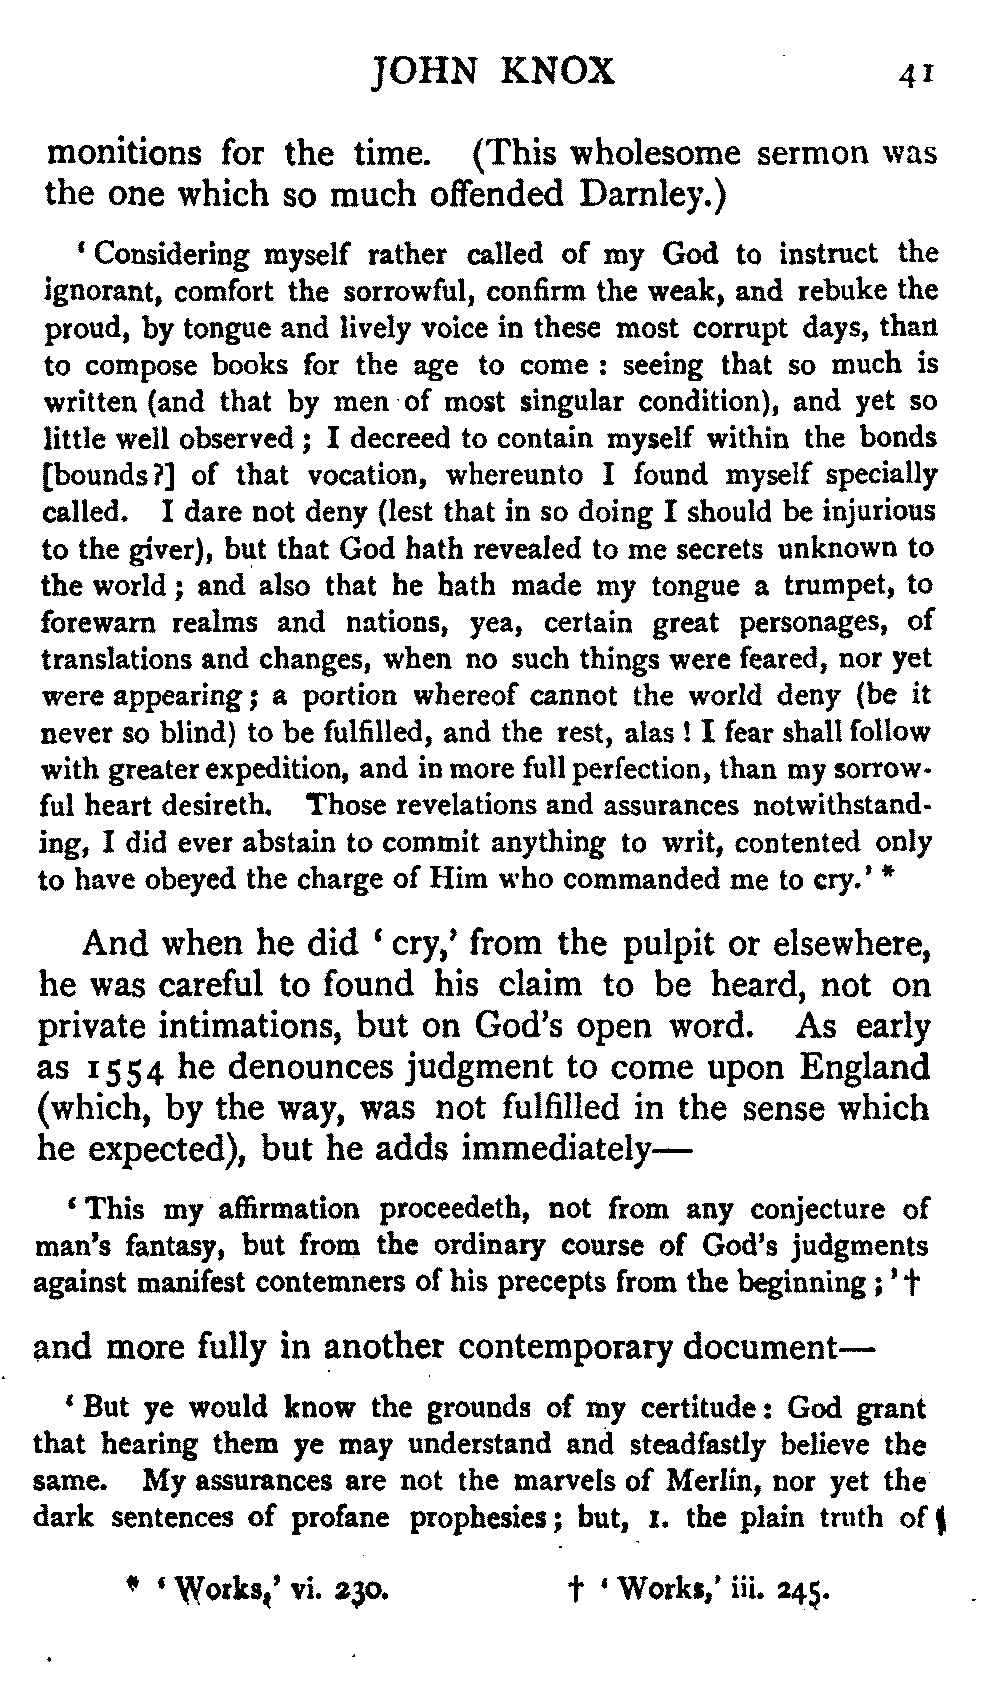 JOHN KNOX 41
monitions for the time. (This wholesome sermon was
the one which so much offended Darnley.)
‘ Considering myself rather called of my God to instruct the
ignorant, comfort the sorrowful, confirm the weak, and rebuke the
proud, by tongue and lively voice in these most corrupt days, than
to compose books for the age to come : seeing that so much is
written (and that by men of most singular condition), and yet so
little well observed ; I decreed to contain myself within the bonds
[bounds ?] of that vocation, whereunto I found myself specially
called. I dare not deny (lest that in so doing I should be injurious
to the giver), but that God hath revealed to me secrets unknown to
the world ; and also that he hath made my tongue a trumpet, to
forewarn realms and nations, yea, certain great personages, of
translations and changes, when no such things were feared, nor yet
were appearing ; a portion whereof cannot the world deny (be it
never so blind) to be fulfilled, and the rest, alas ! I fear shall follow
with greater expedition, and in more full perfection, than my sorrow-
ful heart desireth. Those revelations and assurances notwithstand-
ing, I did ever abstain to commit anything to writ, contented only
to have obeyed the charge of Him who commanded me to cry.’ *
And when he did ‘ cry,’ from the pulpit or elsewhere,
he was careful to found his claim to be heard, not on
private intimations, but on God’s open word. As early
as 1554 he denounces judgment to come upon England
(which, by the way, was not fulfilled in the sense which
he expected), but he adds immediately—
‘ This my affirmation proceedeth, not from any conjecture of
man’s fantasy, but from the ordinary course of God’s judgments
against manifest contemners of his precepts from the beginning ; ’ †
and more fully in another contemporary document—
‘ But ye would know the grounds of my certitude : God grant
that hearing them ye may understand and steadfastly believe the
same. My assurances are not the marvels of Merlin, nor yet the
dark sentences of profane prophesies ; but, 1. the plain truth of
* ‘ Works,’ vi. 230. † ‘ Works,’ iii. 245.